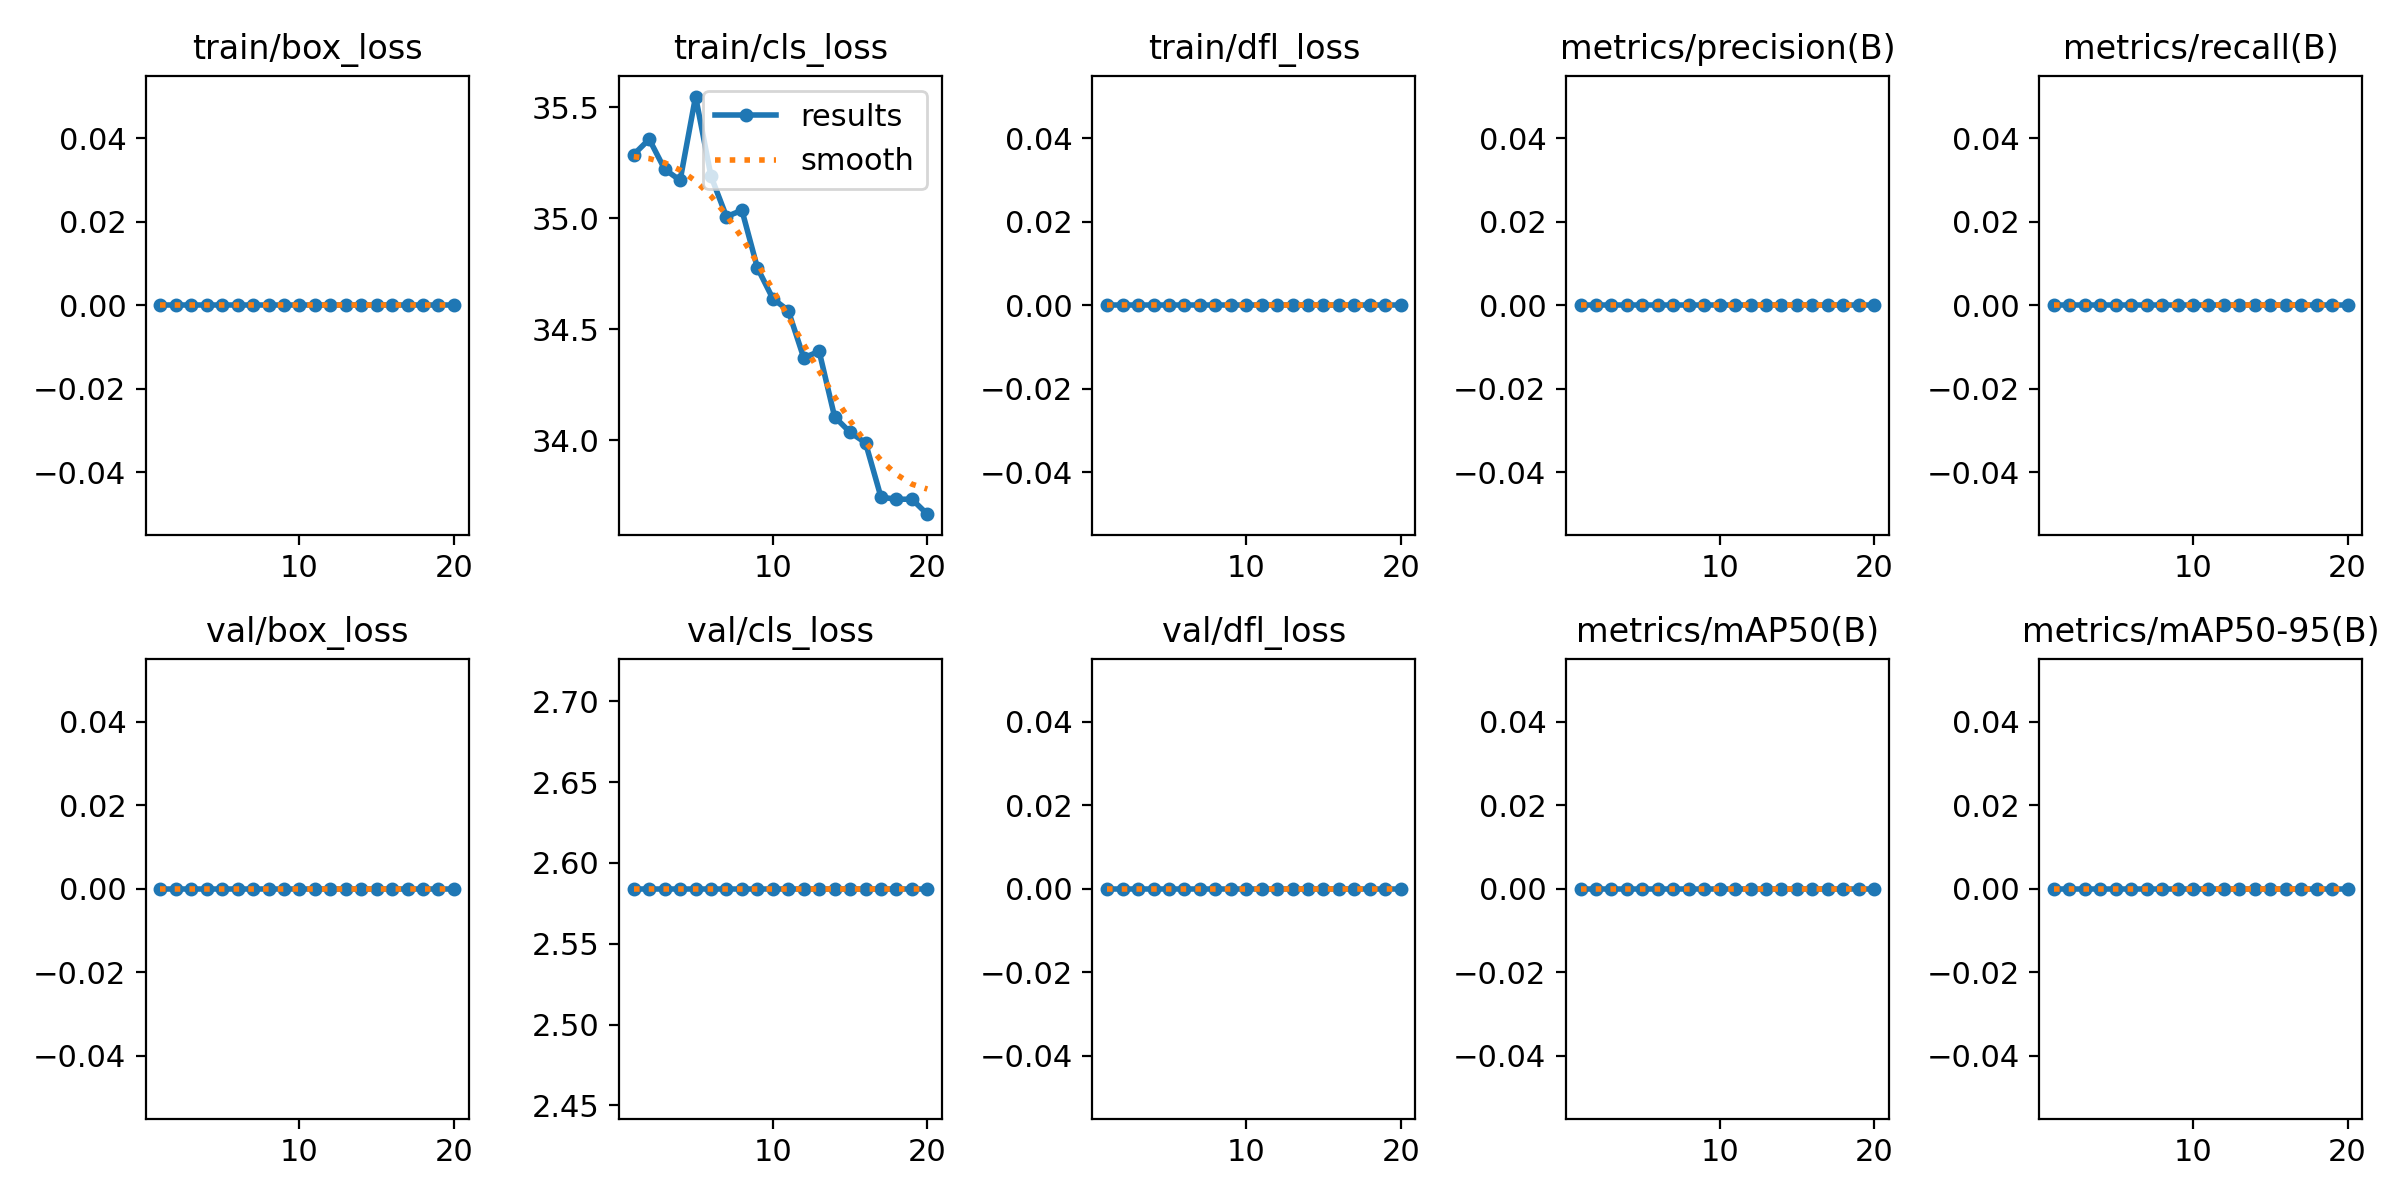 train/box_loss train/cls_loss train/dfl_loss metrics/precision(B) metrics/recall(B)
0.04 0.02 0.00 −0.02 −0.04
10 20
35.5 35.0 34.5 34.0
results
smooth
10 20
0.04 0.02 0.00 −0.02 −0.04
10 20
0.04 0.02 0.00 −0.02 −0.04
10 20
0.04 0.02 0.00 −0.02 −0.04
10 20
val/box_loss val/cls_loss val/dfl_loss metrics/mAP50(B) metrics/mAP50-95(B)
0.04 0.02 0.00 −0.02 −0.04
10 20
2.70 2.65 2.60 2.55 2.50 2.45
10 20
0.04 0.02 0.00 −0.02 −0.04
10 20
0.04 0.02 0.00 −0.02 −0.04
10 20
0.04 0.02 0.00 −0.02 −0.04
10 20